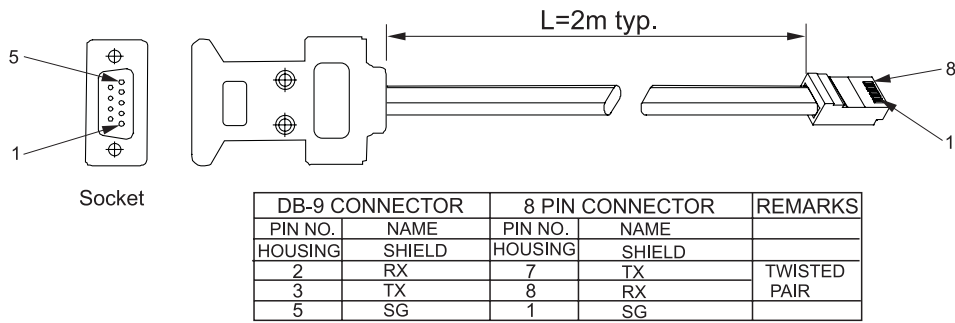 L=2m typ.
5
1
8
1
Socket
DB-9 CONNECTOR 8 PIN CONNECTOR REMARKS
PIN NO. NAME PIN NO. NAME
HOUSING SHIELD HOUSING SHIELD
2 RX 7 TX TWISTED
3 TX 8 RX PAIR
5 SG 1 SG